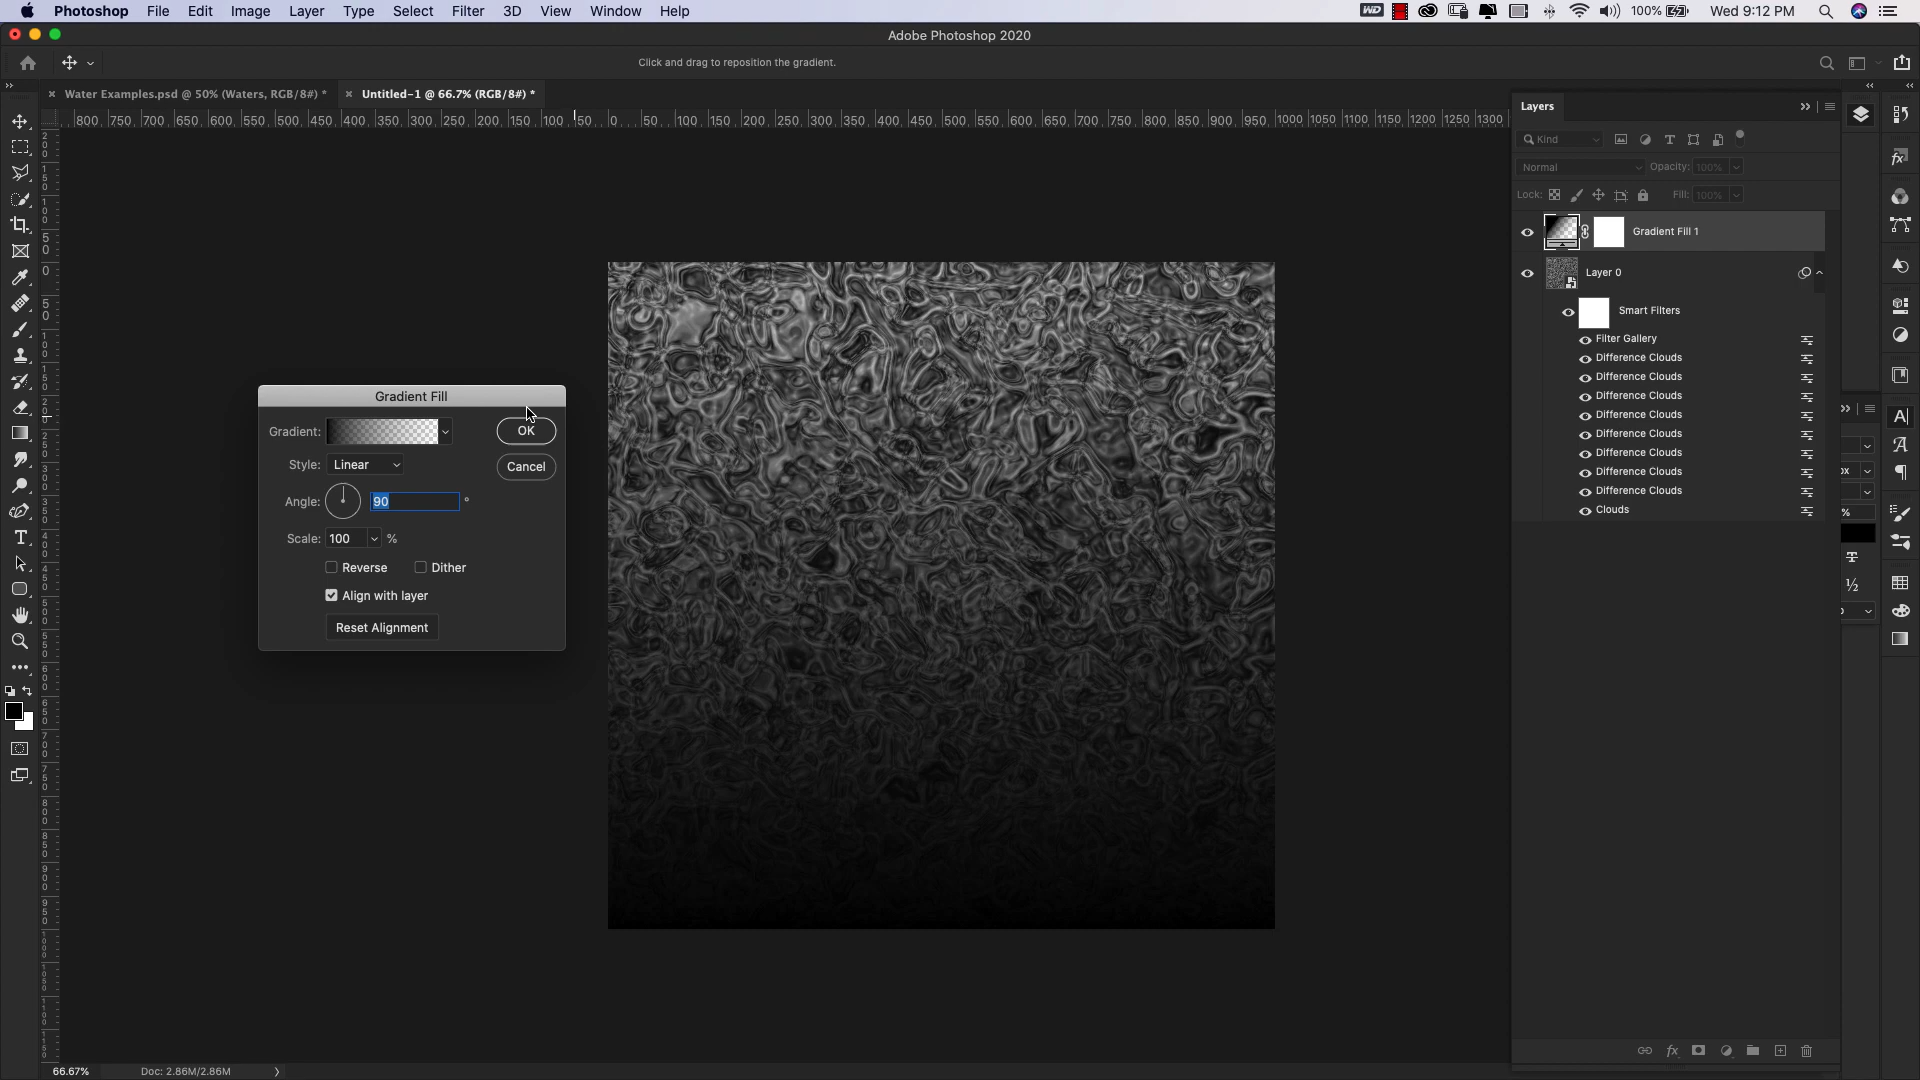 Photoshop File Edit Image Layer Type Select Filter 3D View Window Help
WD 100% Wed 9:12 PM
Adobe Photoshop 2020
Click and drag to reposition the gradient.
Water Examples.psd @ 50% (Waters, RGB/8#) *
Untitled-1 @ 66.7% (RGB/8#) *
800 750 700 650 600 550 500 450 400 350 300 250 200 150 100 50 0 50 100 150 200 250 300 350 400 450 500 550 600 650 700 750 800 850 900 950 1000 1050 1100 1150 1200 1250 1300
Layers
Kind
Normal Opacity: 100%
Lock: Fill: 100%
Gradient Fill 1
Layer 0
Smart Filters
Filter Gallery
Difference Clouds
Difference Clouds
Difference Clouds
Difference Clouds
Difference Clouds
Difference Clouds
Difference Clouds
Difference Clouds
Clouds
Gradient Fill
Gradient: OK
Style: Linear Cancel
Angle: 90 °
Scale: 100 %
Reverse Dither
Align with layer
Reset Alignment
66.67% Doc: 2.86M/2.86M